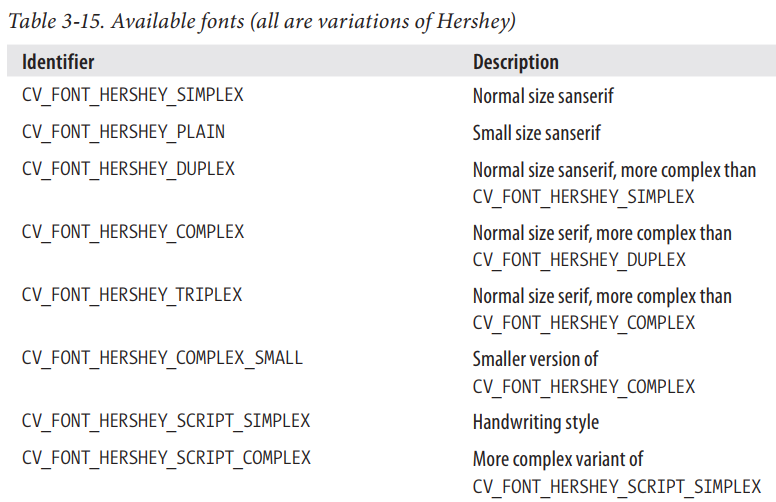 Table 3-15. Available fonts (all are variations of Hershey)
Identifier Description
CV_FONT_HERSHEY_SIMPLEX Normal size sanserif
CV_FONT_HERSHEY_PLAIN Small size sanserif
CV_FONT_HERSHEY_DUPLEX Normal size sanserif, more complex than
CV_FONT_HERSHEY_SIMPLEX
CV_FONT_HERSHEY_COMPLEX Normal size serif, more complex than
CV_FONT_HERSHEY_DUPLEX
CV_FONT_HERSHEY_TRIPLEX Normal size serif, more complex than
CV_FONT_HERSHEY_COMPLEX
CV_FONT_HERSHEY_COMPLEX_SMALL Smaller version of
CV_FONT_HERSHEY_COMPLEX
CV_FONT_HERSHEY_SCRIPT_SIMPLEX Handwriting style
CV_FONT_HERSHEY_SCRIPT_COMPLEX More complex variant of
CV_FONT_HERSHEY_SCRIPT_SIMPLEX